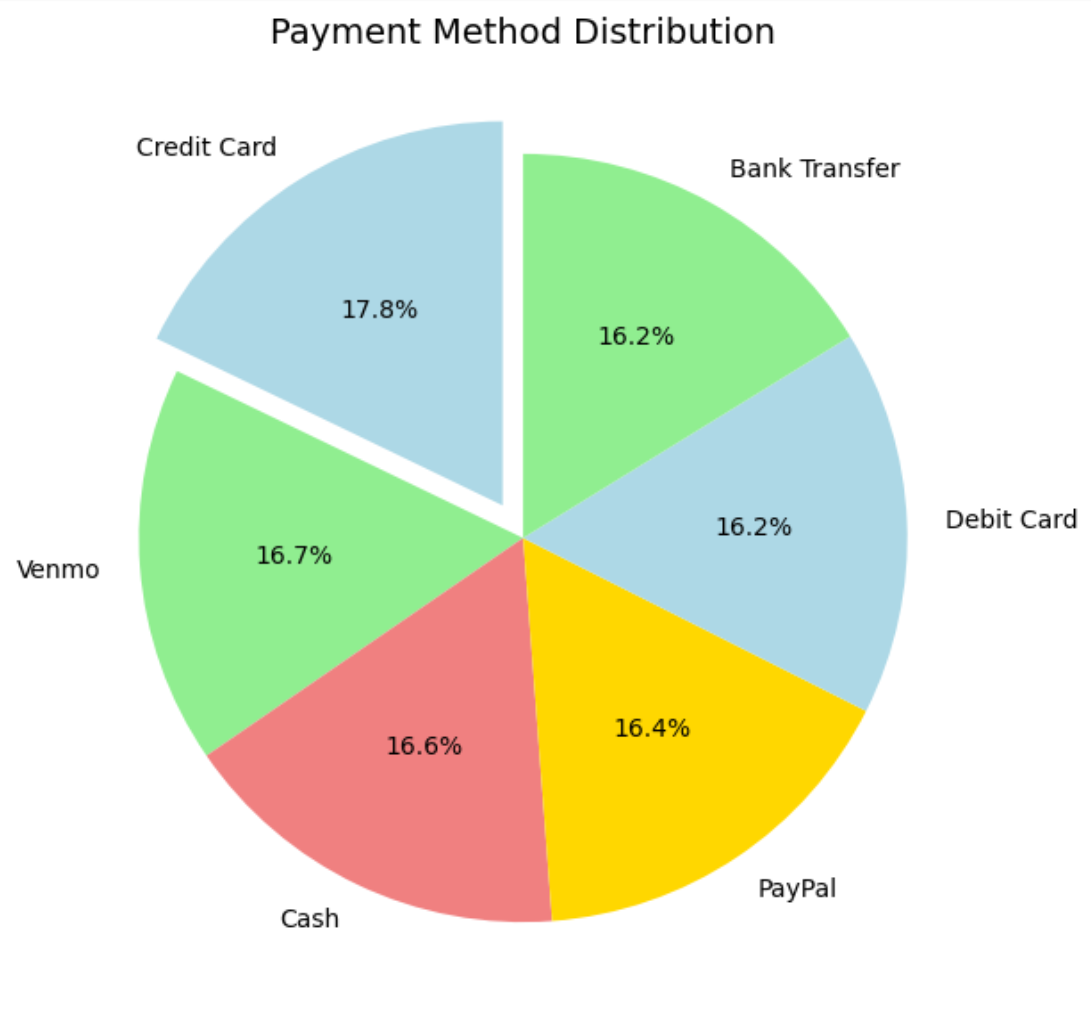 Payment Method Distribution
Credit Card
Bank Transfer
17.8%
16.2%
Debit Card
16.2%
16.7%
Venmo
16.4%
16.6%
PayPal
Cash